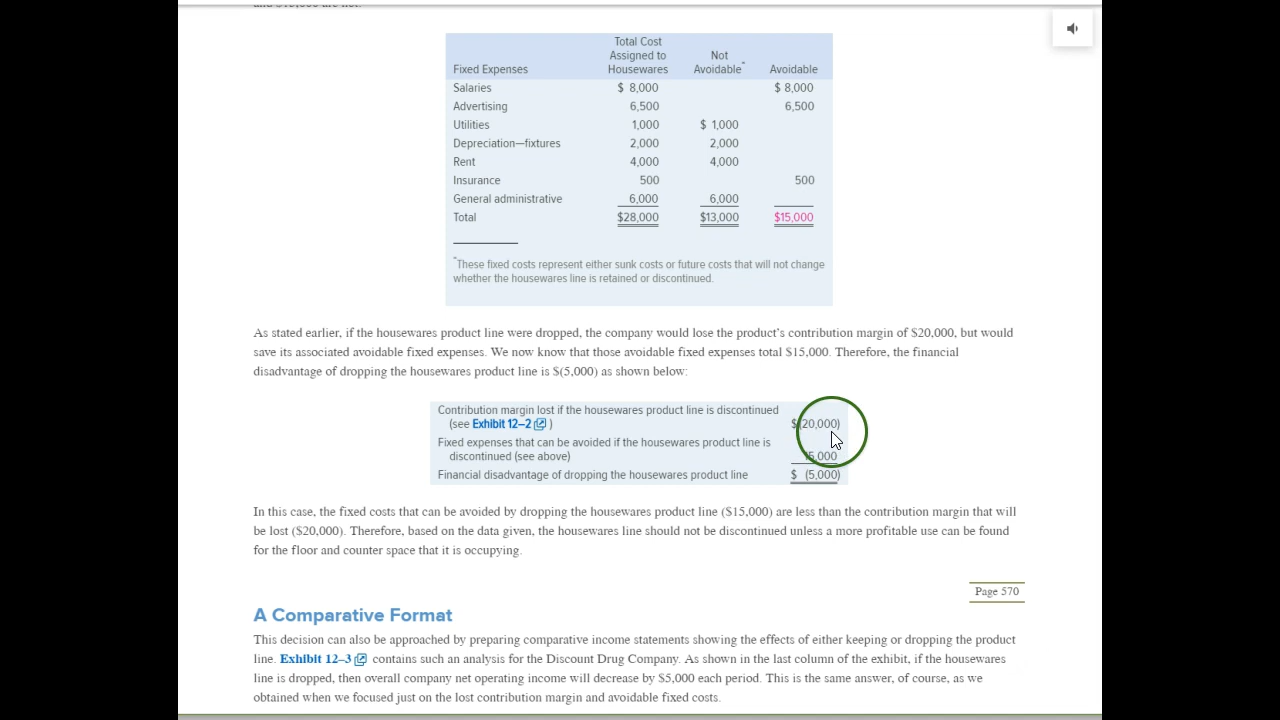 Total Cost
Assigned to Not
Fixed Expenses Housewares Avoidable* Avoidable
Salaries $ 8,000 $ 8,000
Advertising 6,500 6,500
Utilities 1,000 $ 1,000
Depreciation—fixtures 2,000 2,000
Rent 4,000 4,000
Insurance 500 500
General administrative 6,000 6,000
Total $28,000 $13,000 $15,000
*These fixed costs represent either sunk costs or future costs that will not change
whether the housewares line is retained or discontinued.
As stated earlier, if the housewares product line were dropped, the company would lose the product's contribution margin of $20,000, but would
save its associated avoidable fixed expenses. We now know that those avoidable fixed expenses total $15,000. Therefore, the financial
disadvantage of dropping the housewares product line is $(5,000) as shown below:
Contribution margin lost if the housewares product line is discontinued
(see Exhibit 12–2 ) $(20,000)
Fixed expenses that can be avoided if the housewares product line is
discontinued (see above) 15,000
Financial disadvantage of dropping the housewares product line $ (5,000)
In this case, the fixed costs that can be avoided by dropping the housewares product line ($15,000) are less than the contribution margin that will
be lost ($20,000). Therefore, based on the data given, the housewares line should not be discontinued unless a more profitable use can be found
for the floor and counter space that it is occupying.
Page 570
A Comparative Format
This decision can also be approached by preparing comparative income statements showing the effects of either keeping or dropping the product
line. Exhibit 12–3 contains such an analysis for the Discount Drug Company. As shown in the last column of the exhibit, if the housewares
line is dropped, then overall company net operating income will decrease by $5,000 each period. This is the same answer, of course, as we
obtained when we focused just on the lost contribution margin and avoidable fixed costs.